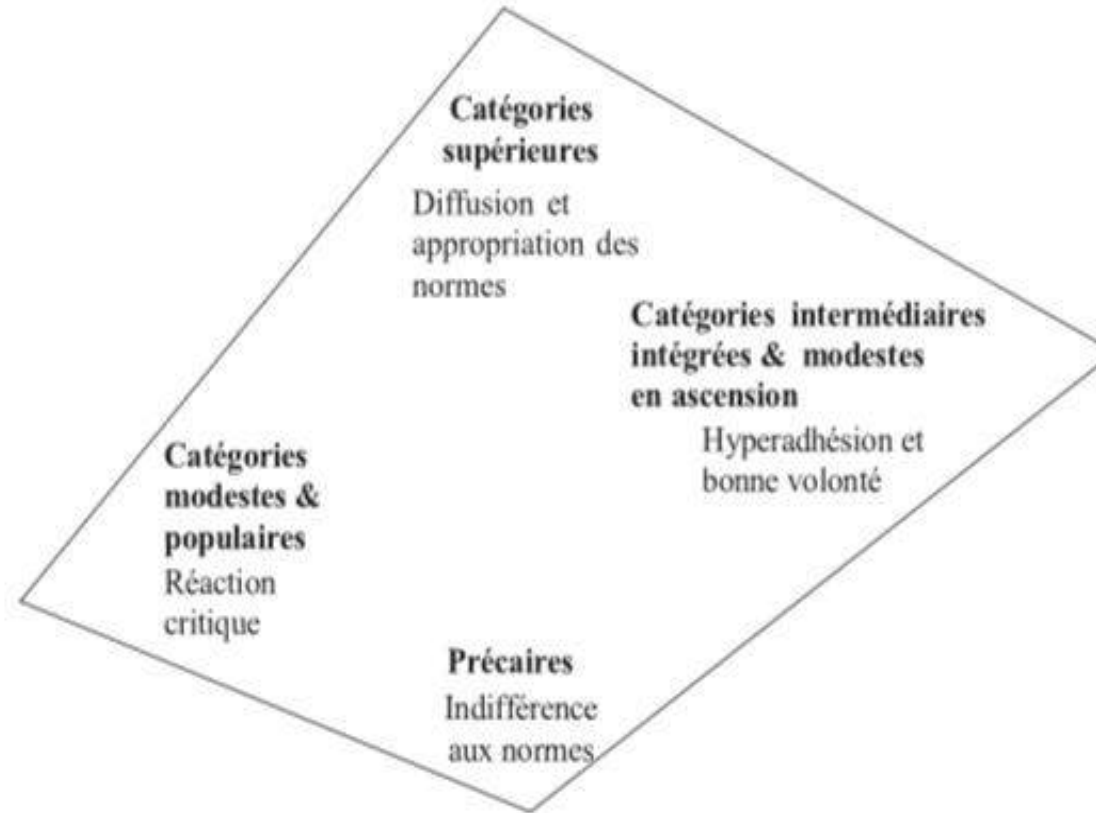 Catégories
supérieures
Diffusion et
appropriation des
normes
Catégories intermédiaires
intégrées & modestes
en ascension
Hyperadhésion et
bonne volonté
Catégories
modestes &
populaires
Réaction
critique
Précaires
Indifférence
aux normes